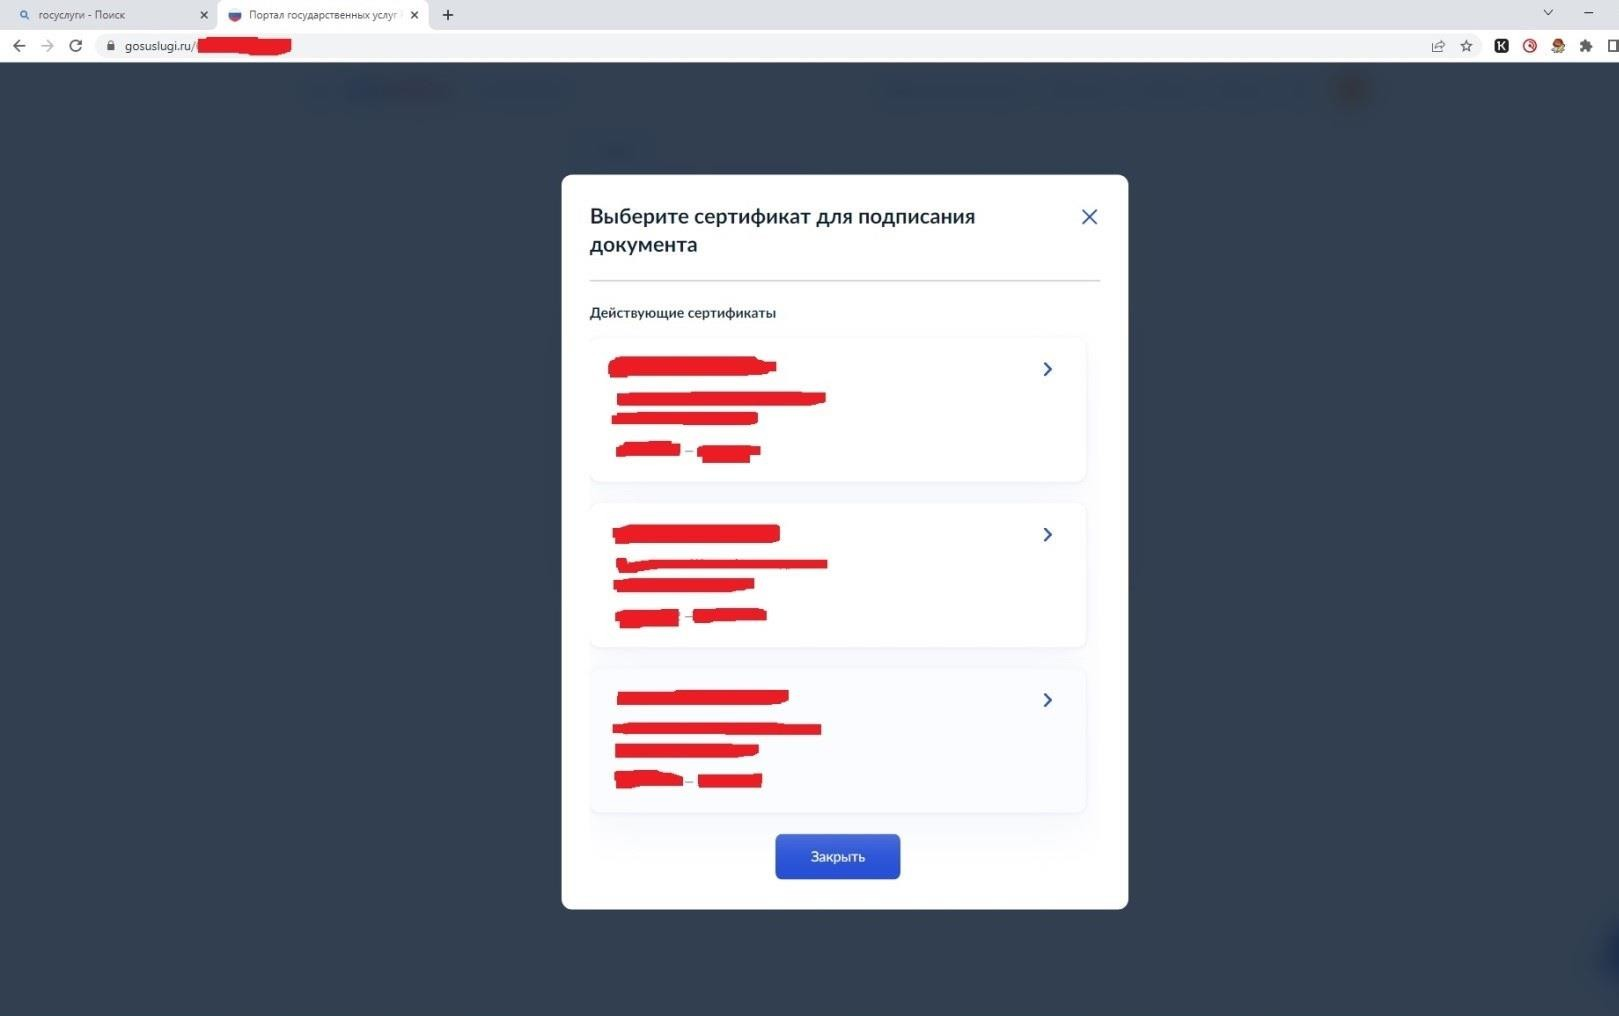 госуслуги - Поиск
Портал государственных услуг
gosuslugi.ru/
Выберите сертификат для подписания
документа
Действующие сертификаты
Закрыть